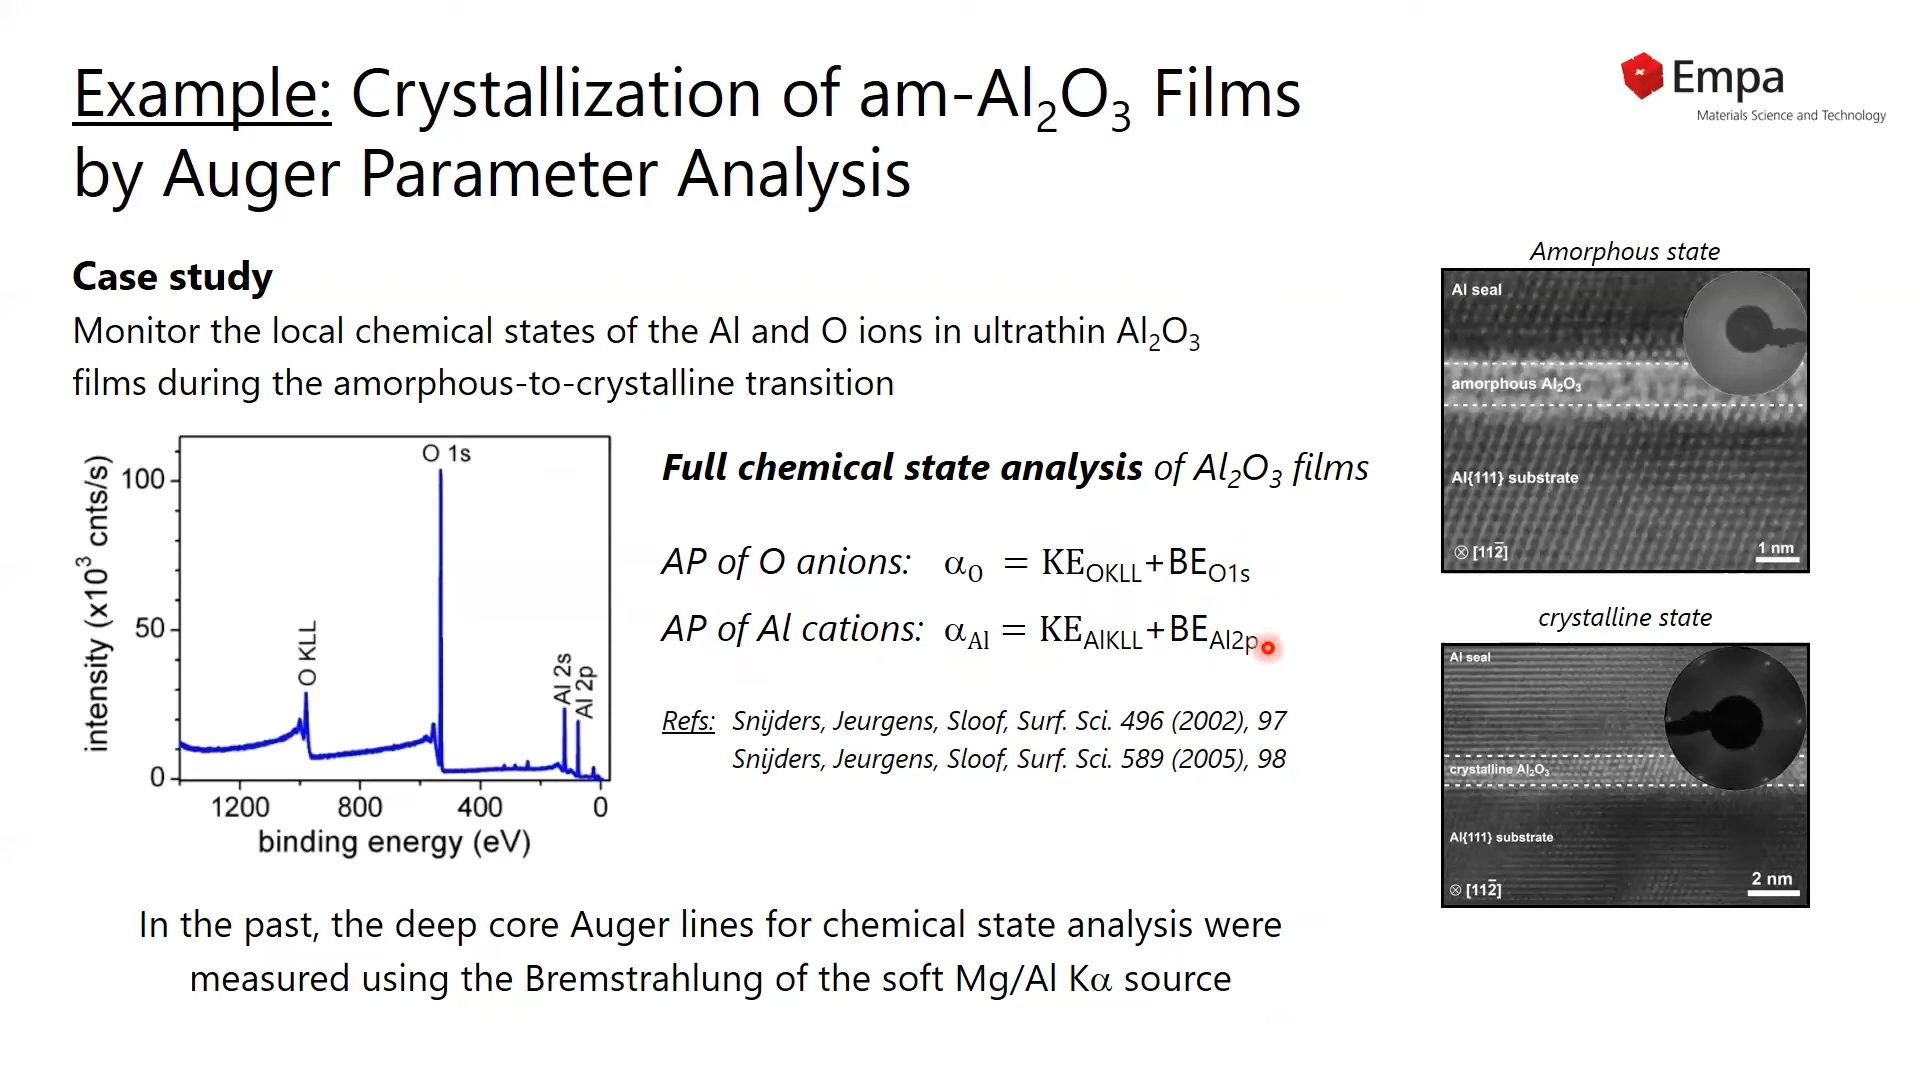 Example: Crystallization of am-Al₂O₃ Films
by Auger Parameter Analysis
Empa
Materials Science and Technology
Case study
Monitor the local chemical states of the Al and O ions in ultrathin Al₂O₃
films during the amorphous-to-crystalline transition
intensity (x10³ cnts/s)
100
50
0
O KLL
O 1s
Al 2s
Al 2p
1200 800 400 0
binding energy (eV)
Full chemical state analysis of Al₂O₃ films
AP of O anions: αO = KEOKLL+BEO1s
AP of Al cations: αAl = KEAlKLL+BEAl2p
Refs: Snijders, Jeurgens, Sloof, Surf. Sci. 496 (2002), 97
Snijders, Jeurgens, Sloof, Surf. Sci. 589 (2005), 98
In the past, the deep core Auger lines for chemical state analysis were
measured using the Bremstrahlung of the soft Mg/Al Kα source
Amorphous state
Al seal
amorphous Al₂O₃
Al{111} substrate
⊗ [112̅]
1 nm
crystalline state
Al seal
crystalline Al₂O₃
Al{111} substrate
⊗ [112̅]
2 nm